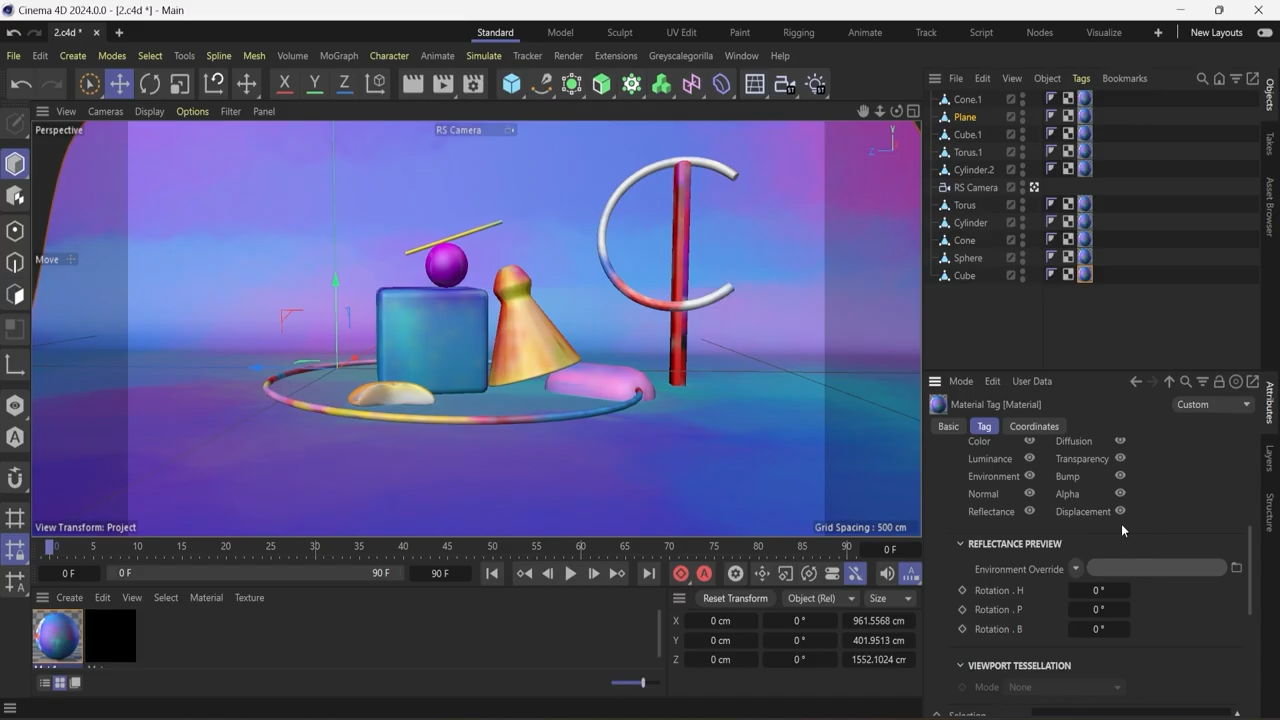 Cinema 4D 2024.0.0 - [2.c4d *] - Main
2.c4d *
Standard Model Sculpt UV Edit Paint Rigging Animate Track Script Nodes Visualize New Layouts
File Edit Create Modes Select Tools Spline Mesh Volume MoGraph Character Animate Simulate Tracker Render Extensions Greyscalegorilla Window Help
X Y Z
File Edit View Object Tags Bookmarks
View Cameras Display Options Filter Panel
Perspective
RS Camera
Y
Z
Move
View Transform: Project
Grid Spacing : 500 cm
Cone.1
Plane
Cube.1
Torus.1
Cylinder.2
RS Camera
Torus
Cylinder
Cone
Sphere
Cube
Objects
Takes
Asset Browser
Mode Edit User Data
Material Tag [Material]
Custom
Basic Tag Coordinates
Color Diffusion
Luminance Transparency
Environment Bump
Normal Alpha
Reflectance Displacement
REFLECTANCE PREVIEW
Environment Override
Rotation . H 0 °
Rotation . P 0 °
Rotation . B 0 °
VIEWPORT TESSELLATION
Mode None
Attributes
Layers
Structure
0 5 10 15 20 25 30 35 40 45 50 55 60 65 70 75 80 85 90 0 F
0 F 0 F 90 F 90 F
Create Edit View Select Material Texture
Reset Transform Object (Rel) Size
X 0 cm 0 ° 961.5568 cm
Y 0 cm 0 ° 401.9513 cm
Z 0 cm 0 ° 1552.1024 cm